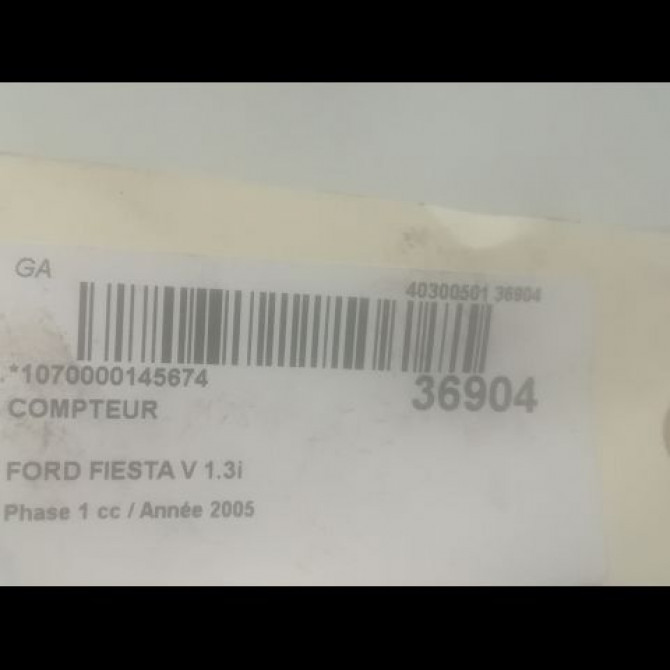 GA
40300501 36904
.*1070000145674
36904
COMPTEUR
FORD FIESTA V 1.3i
Phase 1 cc / Année 2005